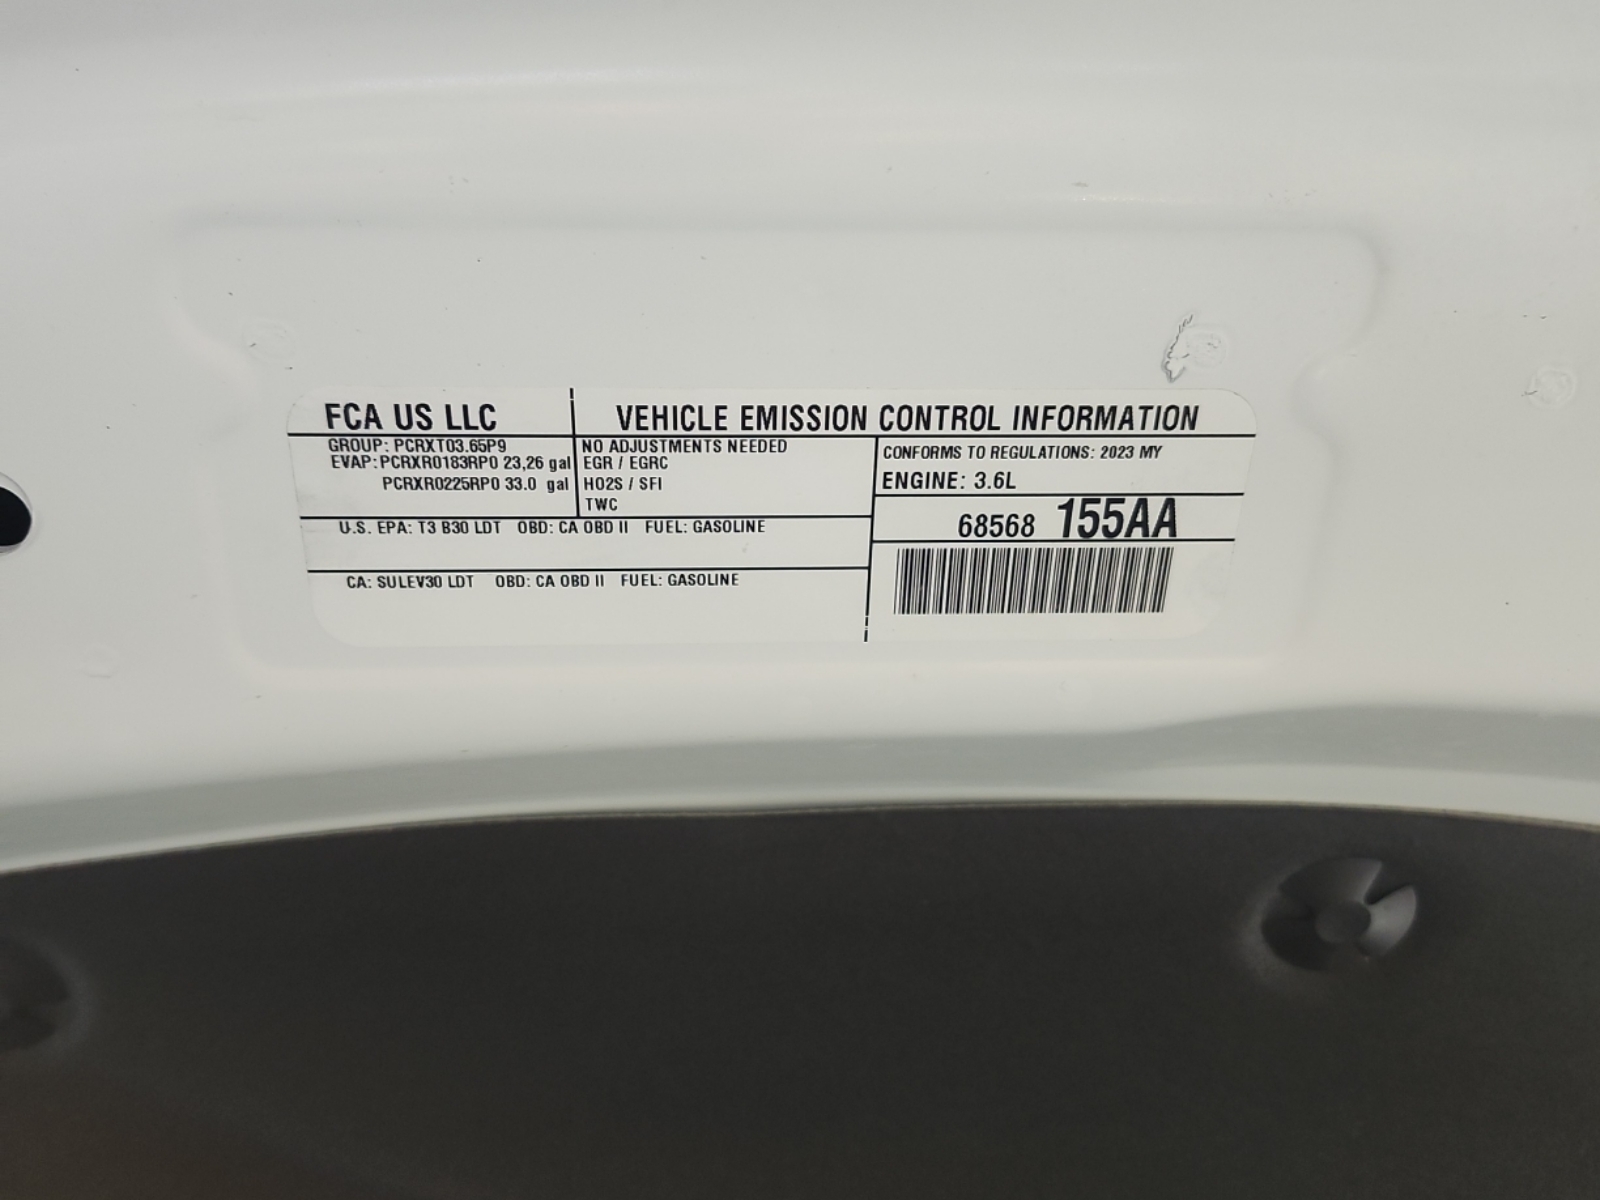 FCA US LLC
VEHICLE EMISSION CONTROL INFORMATION
GROUP: PCRXT03.65P9
EVAP: PCRXR0183RP0 23,26 gal
PCRXR0225RP0 33.0 gal
NO ADJUSTMENTS NEEDED
EGR / EGRC
HO2S / SFI
TWC
CONFORMS TO REGULATIONS: 2023 MY
ENGINE: 3.6L
68568 155AA
U.S. EPA: T3 B30 LDT OBD: CA OBD II FUEL: GASOLINE
CA: SULEV30 LDT OBD: CA OBD II FUEL: GASOLINE